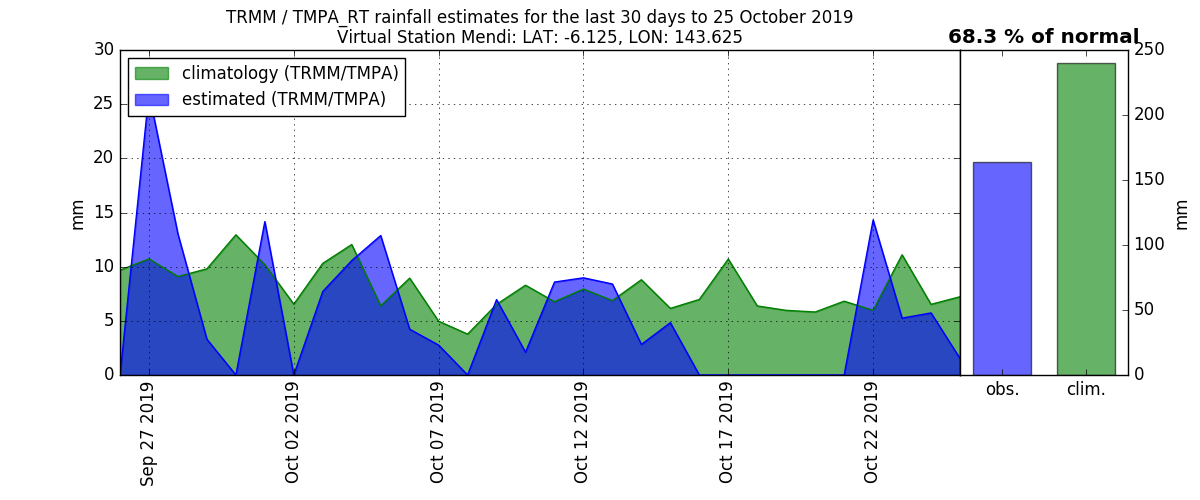 TRMM / TMPA_RT rainfall estimates for the last 30 days to 25 October 2019
Virtual Station Mendi: LAT: -6.125, LON: 143.625
68.3 % of normal
climatology (TRMM/TMPA)
estimated (TRMM/TMPA)
30
25
20
15
10
5
0
mm
Sep 27 2019
Oct 02 2019
Oct 07 2019
Oct 12 2019
Oct 17 2019
Oct 22 2019
obs.
clim.
250
200
150
100
50
0
mm